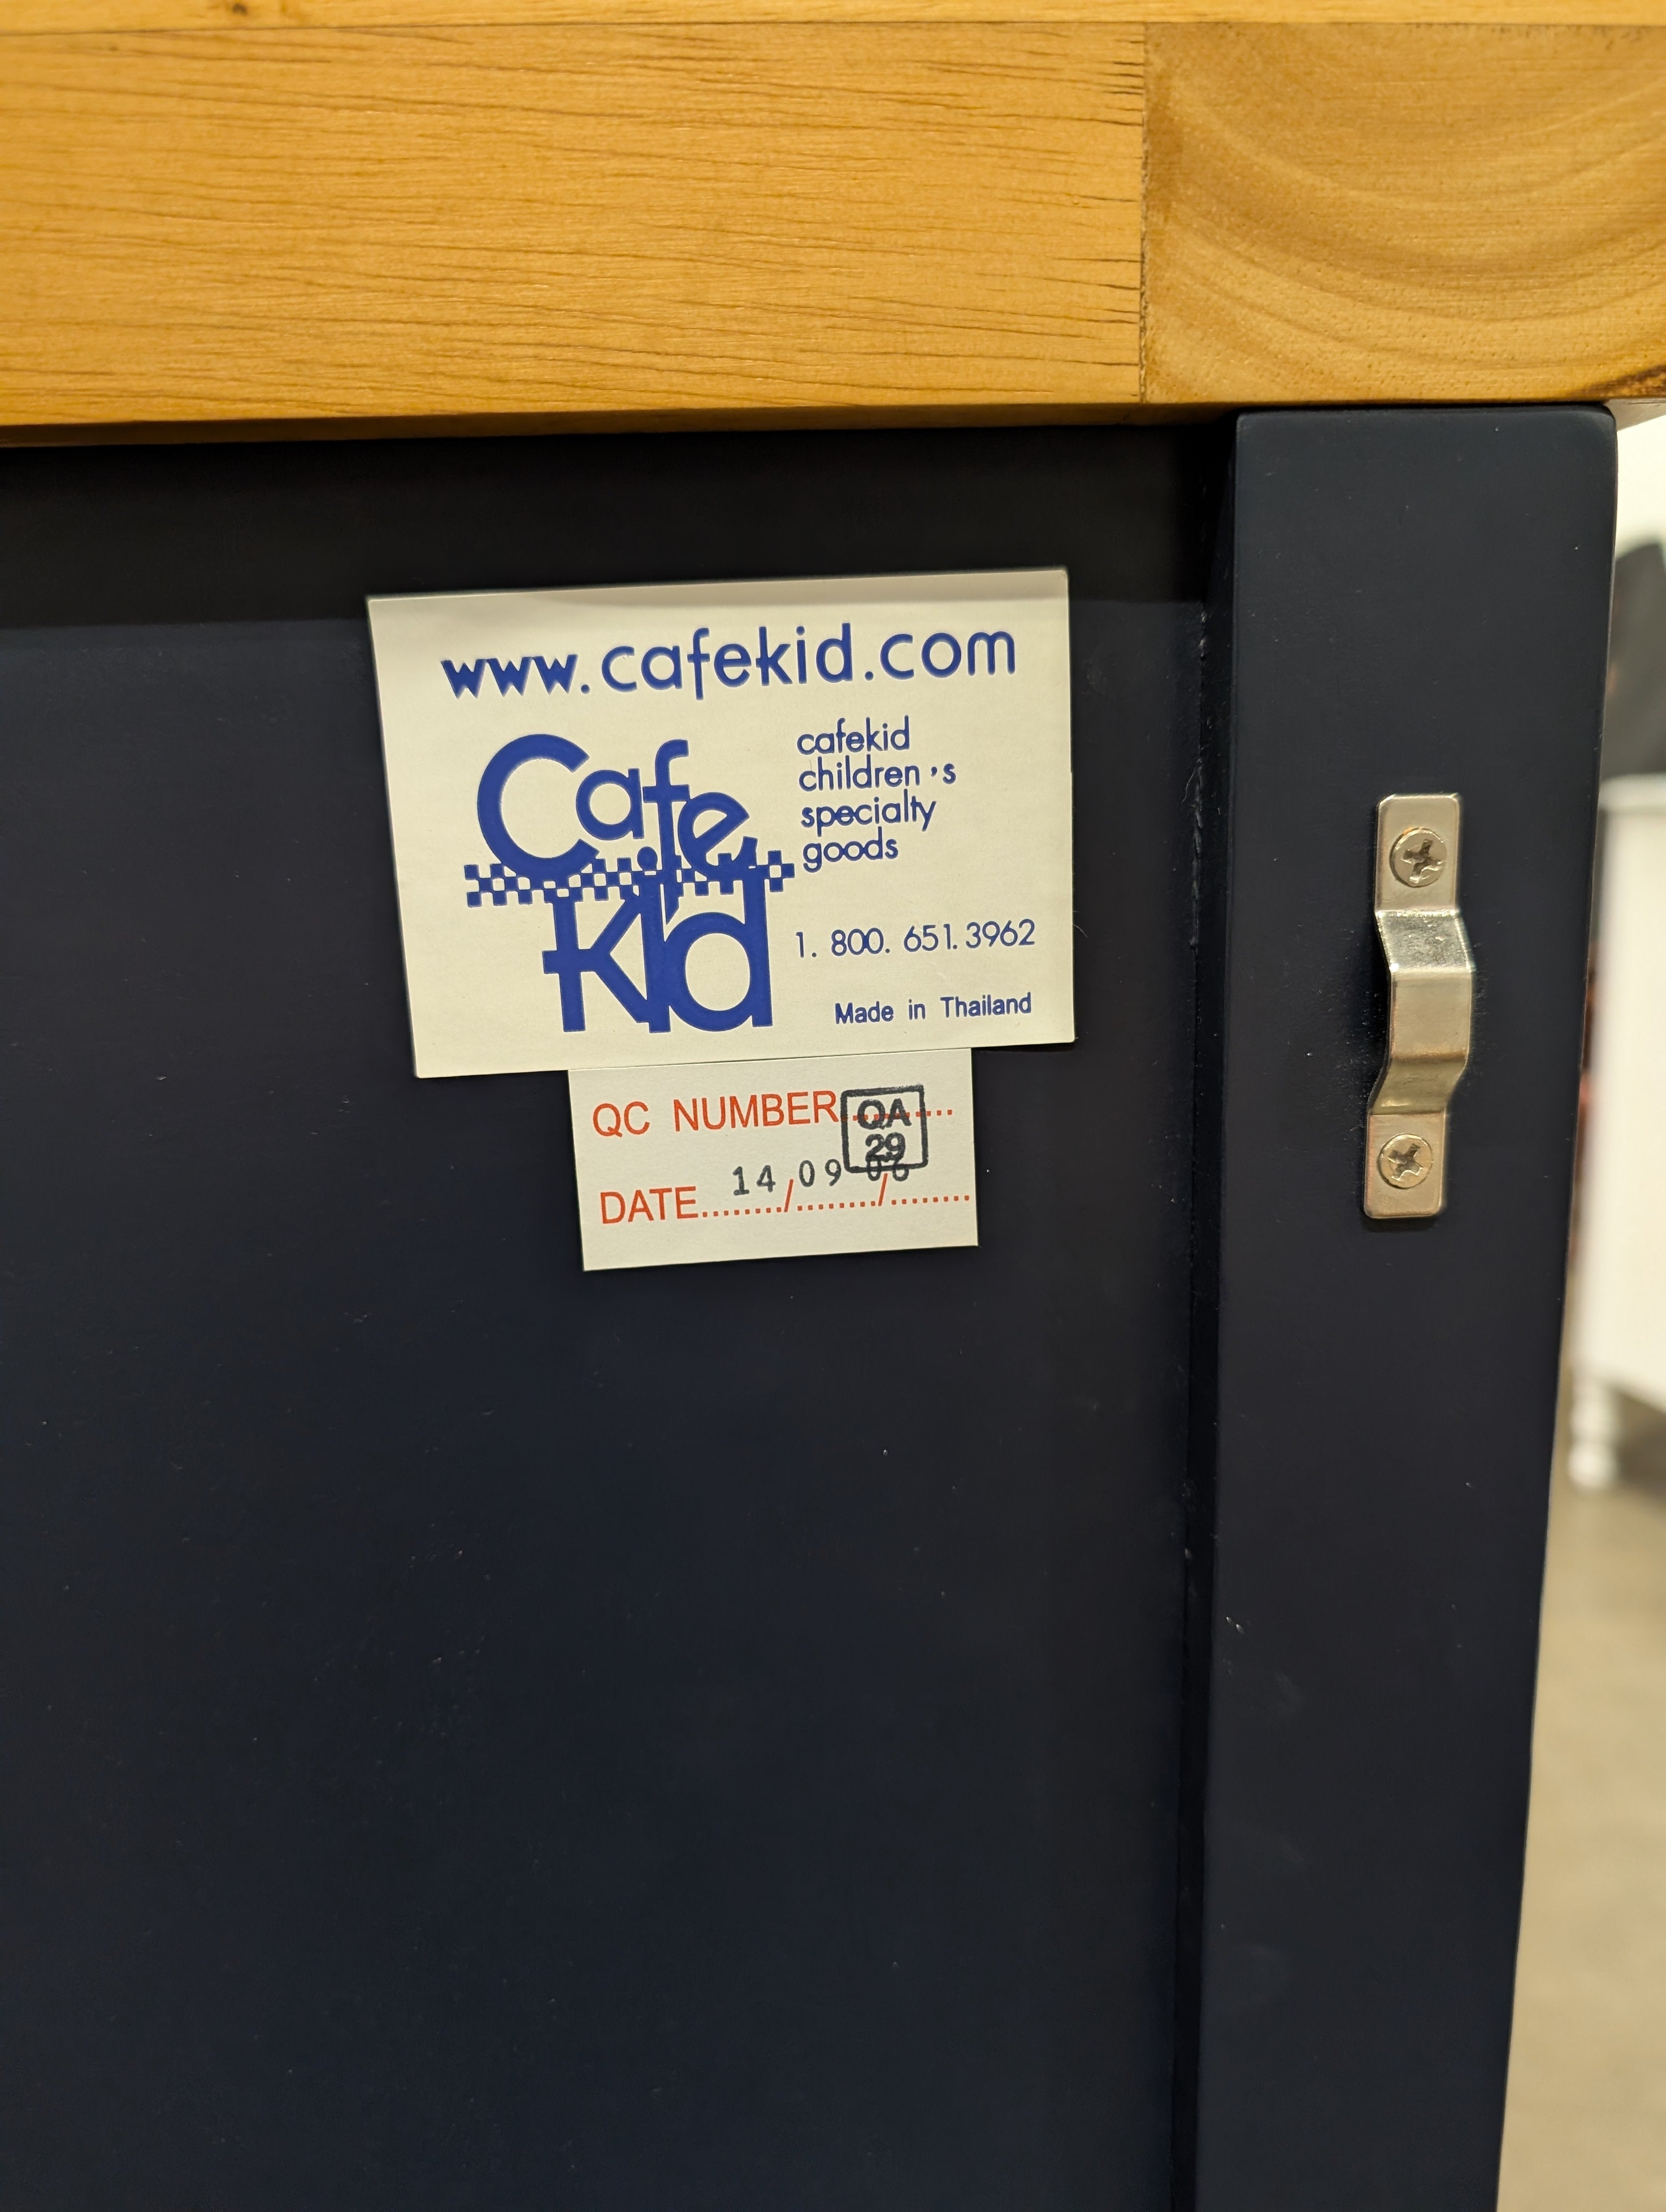 www.cafekid.com
Cafe
Kid
cafekid
children's
specialty
goods
1. 800. 651. 3962
Made in Thailand
QC NUMBER..........
QA
29
14 09 06
DATE......../......../........